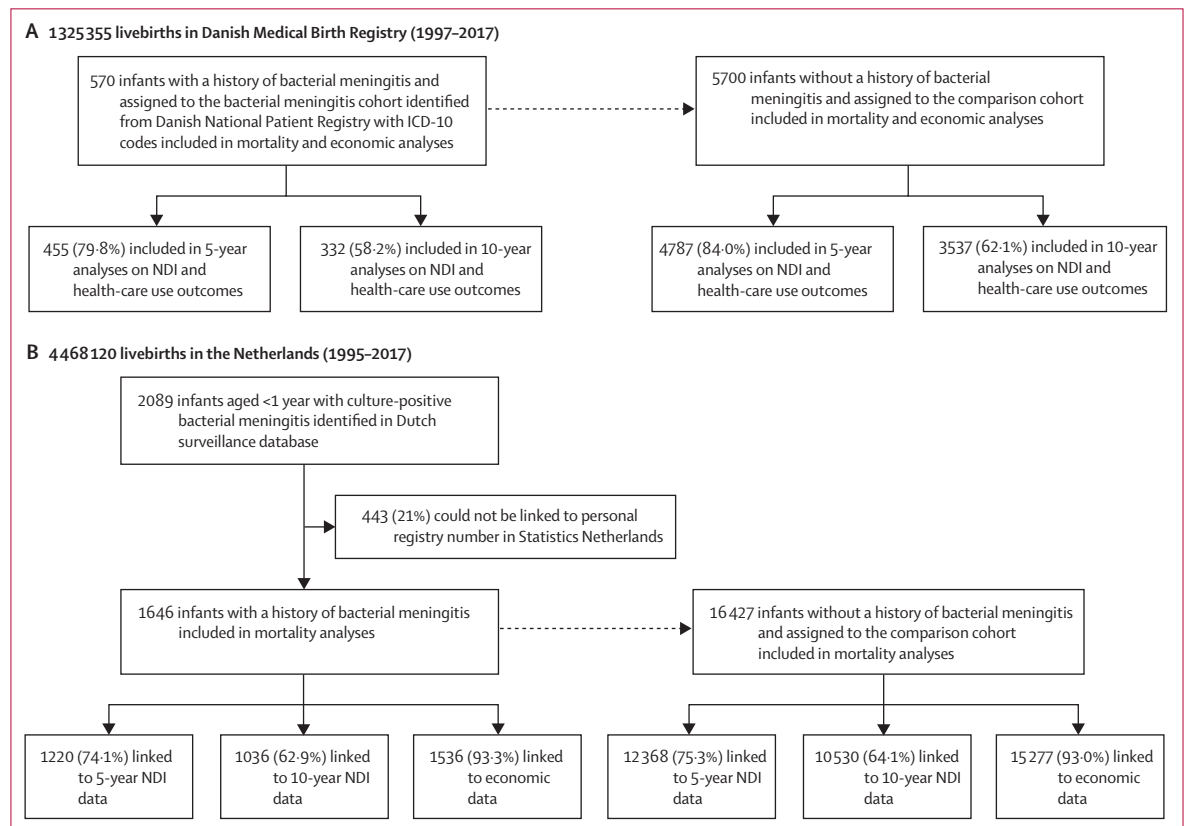 A 1325355 livebirths in Danish Medical Birth Registry (1997–2017)
570 infants with a history of bacterial meningitis and
assigned to the bacterial meningitis cohort identified
from Danish National Patient Registry with ICD-10
codes included in mortality and economic analyses
5700 infants without a history of bacterial
meningitis and assigned to the comparison cohort
included in mortality and economic analyses
455 (79·8%) included in 5-year
analyses on NDI and
health-care use outcomes
332 (58·2%) included in 10-year
analyses on NDI and
health-care use outcomes
4787 (84·0%) included in 5-year
analyses on NDI and
health-care use outcomes
3537 (62·1%) included in 10-year
analyses on NDI and
health-care use outcomes
B 4468120 livebirths in the Netherlands (1995–2017)
2089 infants aged <1 year with culture-positive
bacterial meningitis identified in Dutch
surveillance database
443 (21%) could not be linked to personal
registry number in Statistics Netherlands
1646 infants with a history of bacterial meningitis
included in mortality analyses
16427 infants without a history of bacterial meningitis
and assigned to the comparison cohort
included in mortality analyses
1220 (74·1%) linked
to 5-year NDI
data
1036 (62·9%) linked
to 10-year NDI
data
1536 (93·3%) linked
to economic
data
12368 (75·3%) linked
to 5-year NDI
data
10530 (64·1%) linked
to 10-year NDI
data
15277 (93·0%) linked
to economic
data